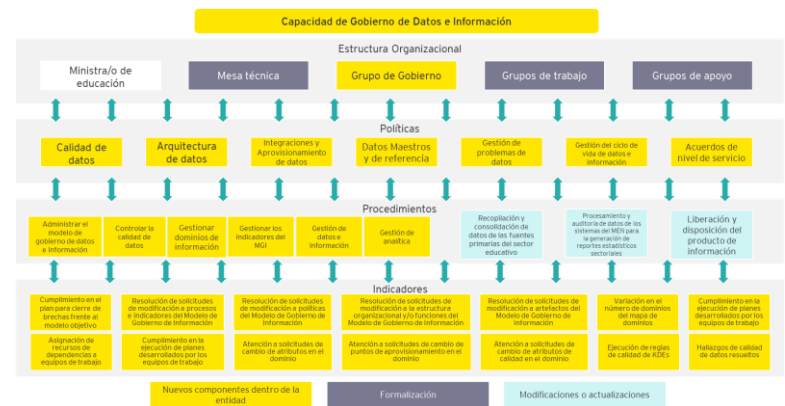 Capacidad de Gobierno de Datos e Información
Estructura Organizacional
Ministra/o de
educación
Mesa técnica
Grupo de Gobierno
Grupos de trabajo
Grupos de apoyo
Políticas
Calidad de
datos
Arquitectura
de datos
Integraciones y
Aprovisionamiento
de datos
Datos Maestros
y de referencia
Gestión de
problemas de
datos
Gestión del ciclo de
vida de datos e
información
Acuerdos de
nivel de servicio
Procedimientos
Administrar el
modelo de
gobierno de datos
e información
Controlar la
calidad de
datos
Gestionar
dominios de
información
Gestionar los
indicadores del
MGI
Gestión de
datos e
información
Gestión de
analítica
Recopilación y
consolidación de
datos de las fuentes
primarias del sector
educativo
Procesamiento y
auditoría de datos de los
sistemas del MEN para
la generación de
reportes estadísticos
sectoriales
Liberación y
disposición del
producto de
información
Indicadores
Cumplimiento en el
plan para cierre de
brechas frente al
modelo objetivo
Resolución de solicitudes
de modificación a procesos
e indicadores del Modelo de
Gobierno de Información
Resolución de solicitudes
de modificación a políticas
del Modelo de Gobierno de
Información
Resolución de solicitudes de
modificación a la estructura
organizacional y/o funciones del
Modelo de Gobierno de Información
Resolución de solicitudes de
modificación a artefactos del
Modelo de Gobierno de
Información
Variación en el
número de dominios
del mapa de
dominios
Cumplimiento en la
ejecución de planes
desarrollados por los
equipos de trabajo
Asignación de
recursos de
dependencias a
equipos de trabajo
Cumplimiento en la
ejecución de planes
desarrollados por los
equipos de trabajo
Atención a solicitudes de
cambio de atributos en el
dominio
Atención a solicitudes de cambio de
puntos de aprovisionamiento en el
dominio
Atención a solicitudes de
cambio de atributos de
calidad en el dominio
Ejecución de reglas
de calidad de KDEs
Hallazgos de calidad
de datos resueltos
Nuevos componentes dentro de la
entidad
Formalización
Modificaciones o actualizaciones